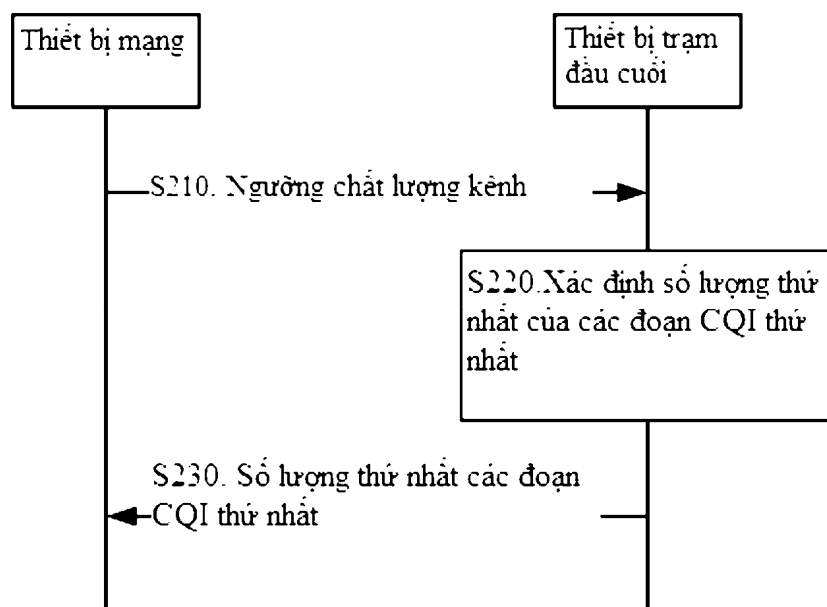 Thiết bị mạng
Thiết bị trạm
đầu cuối
S210. Ngưỡng chất lượng kênh
S220.Xác định số lượng thứ
nhất của các đoạn CQI thứ
nhất
S230. Số lượng thứ nhất các đoạn
CQI thứ nhất